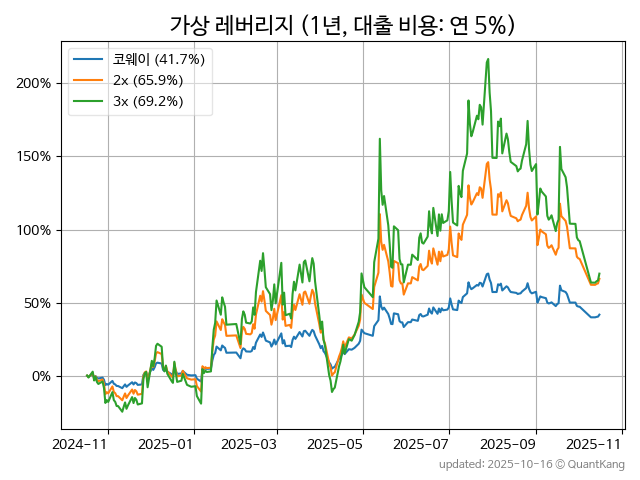 가상 레버리지 (1년, 대출 비용: 연 5%)
코웨이 (41.7%)
2x (65.9%)
3x (69.2%)
200%
150%
100%
50%
0%
2024-11 2025-01 2025-03 2025-05 2025-07 2025-09 2025-11
updated: 2025-10-16 © QuantKang